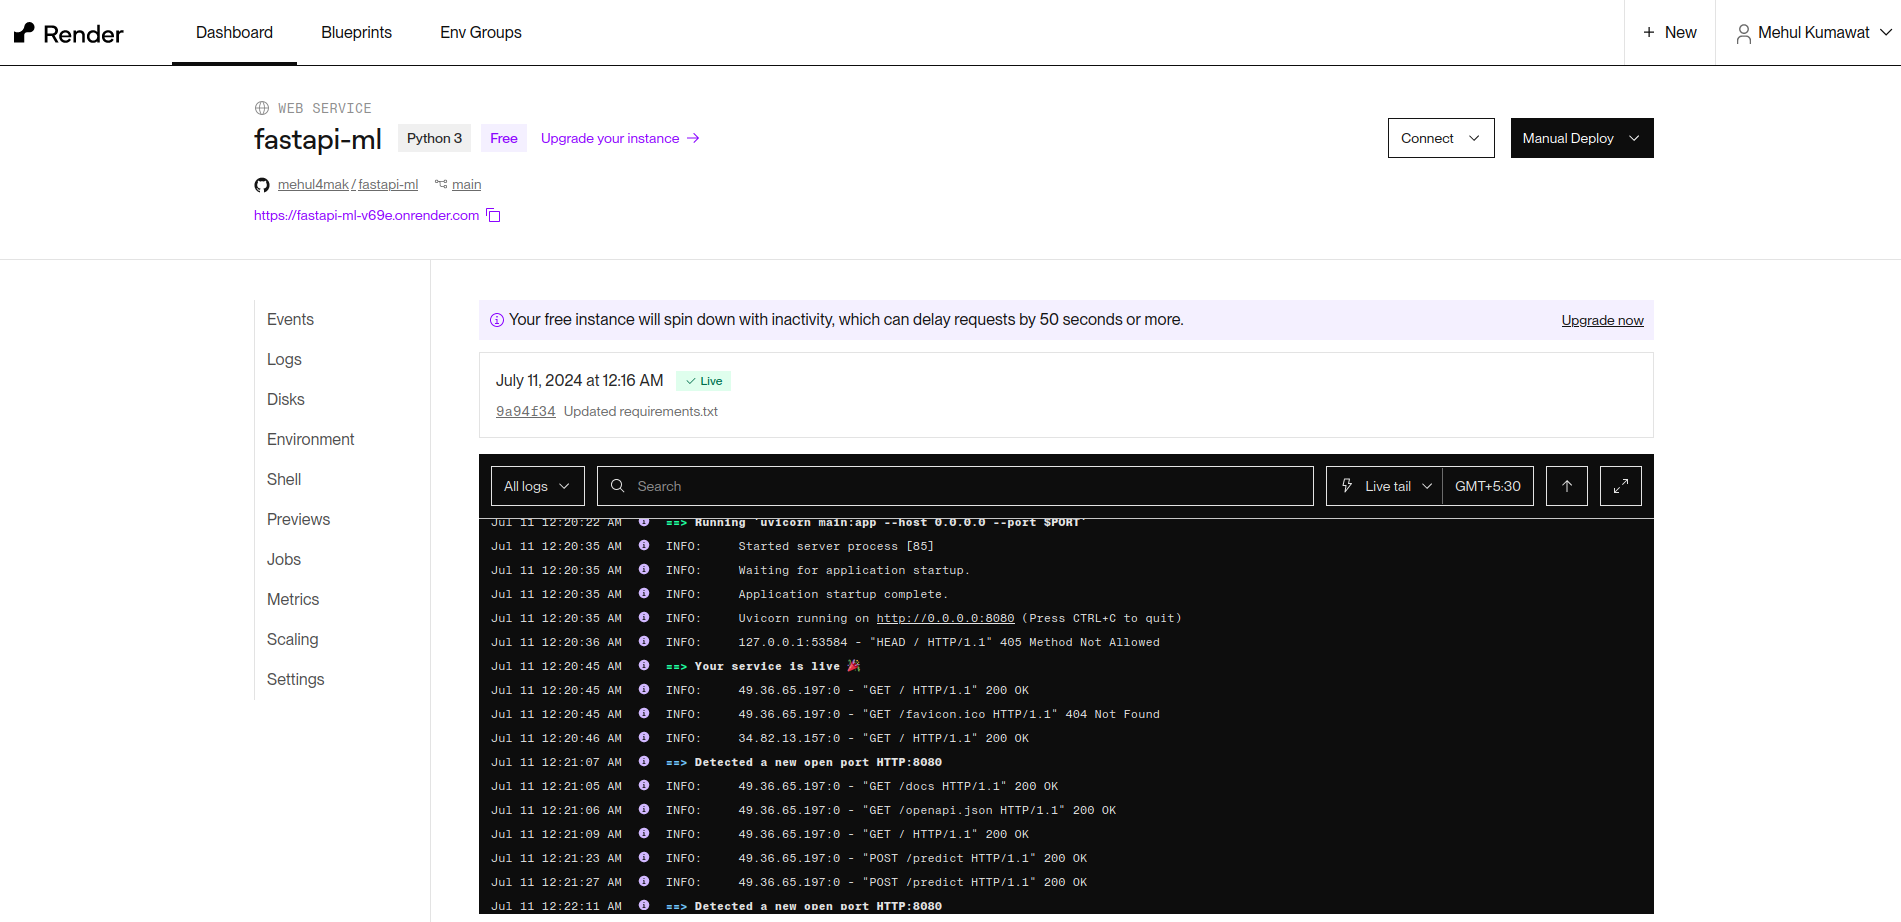 Render
Dashboard Blueprints Env Groups
+ New
Mehul Kumawat
WEB SERVICE
fastapi-ml Python 3 Free Upgrade your instance →
Connect Manual Deploy
mehul4mak / fastapi-ml main
https://fastapi-ml-v69e.onrender.com
Events
Logs
Disks
Environment
Shell
Previews
Jobs
Metrics
Scaling
Settings
Your free instance will spin down with inactivity, which can delay requests by 50 seconds or more. Upgrade now
July 11, 2024 at 12:16 AM Live
9a94f34 Updated requirements.txt
All logs Search Live tail GMT+5:30
Jul 11 12:20:22 AM ==> Running 'uvicorn main:app --host 0.0.0.0 --port $PORT'
Jul 11 12:20:35 AM INFO: Started server process [85]
Jul 11 12:20:35 AM INFO: Waiting for application startup.
Jul 11 12:20:35 AM INFO: Application startup complete.
Jul 11 12:20:35 AM INFO: Uvicorn running on http://0.0.0.0:8080 (Press CTRL+C to quit)
Jul 11 12:20:36 AM INFO: 127.0.0.1:53584 - "HEAD / HTTP/1.1" 405 Method Not Allowed
Jul 11 12:20:45 AM ==> Your service is live 🎉
Jul 11 12:20:45 AM INFO: 49.36.65.197:0 - "GET / HTTP/1.1" 200 OK
Jul 11 12:20:45 AM INFO: 49.36.65.197:0 - "GET /favicon.ico HTTP/1.1" 404 Not Found
Jul 11 12:20:46 AM INFO: 34.82.13.157:0 - "GET / HTTP/1.1" 200 OK
Jul 11 12:21:07 AM ==> Detected a new open port HTTP:8080
Jul 11 12:21:05 AM INFO: 49.36.65.197:0 - "GET /docs HTTP/1.1" 200 OK
Jul 11 12:21:06 AM INFO: 49.36.65.197:0 - "GET /openapi.json HTTP/1.1" 200 OK
Jul 11 12:21:09 AM INFO: 49.36.65.197:0 - "GET / HTTP/1.1" 200 OK
Jul 11 12:21:23 AM INFO: 49.36.65.197:0 - "POST /predict HTTP/1.1" 200 OK
Jul 11 12:21:27 AM INFO: 49.36.65.197:0 - "POST /predict HTTP/1.1" 200 OK
Jul 11 12:22:11 AM ==> Detected a new open port HTTP:8080